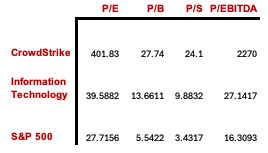 P/E P/B P/S P/EBITDA
CrowdStrike 401.83 27.74 24.1 2270
Information
Technology 39.5882 13.6611 9.8832 27.1417
S&P 500 27.7156 5.5422 3.4317 16.3093